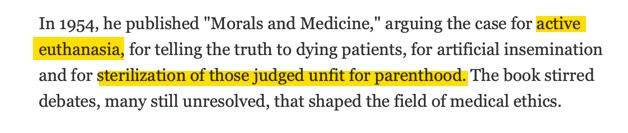 In 1954, he published "Morals and Medicine," arguing the case for active
euthanasia, for telling the truth to dying patients, for artificial insemination
and for sterilization of those judged unfit for parenthood. The book stirred
debates, many still unresolved, that shaped the field of medical ethics.